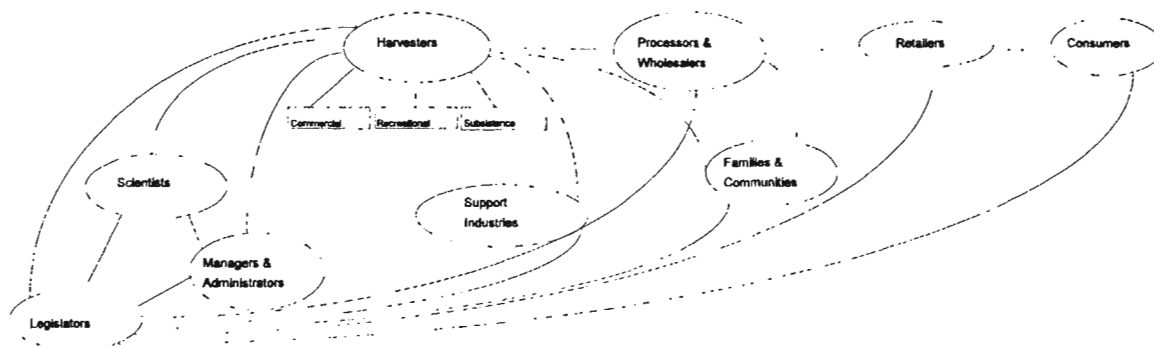 Harvesters
Processors &
Wholesalers
Retailers
Consumers
Commercial
Recreational
Subsistence
Families &
Communities
Scientists
Support
Industries
Managers &
Administrators
Legislators